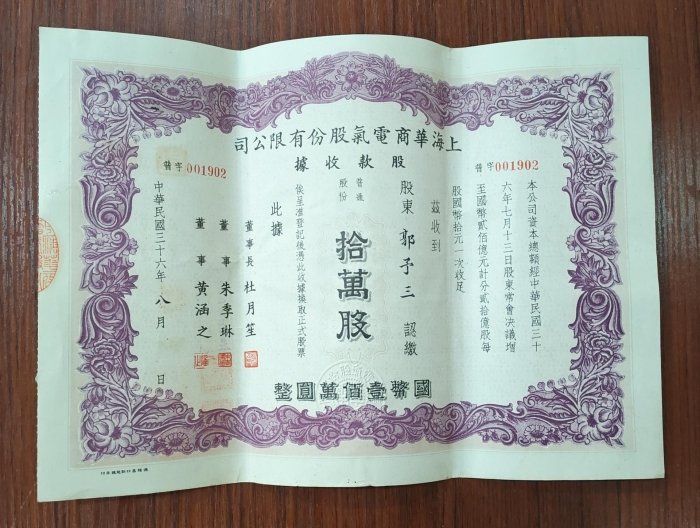 上海華商電氣股份有限公司
股款收據
普字001902
普字001902
本公司資本總額經中華民國三十
六年七月十三日股東常會决議增
至國幣貳佰億元計分貳拾億股每
股國幣拾元一次收足
茲收到
股東 郭予三 認繳
普通
股份
拾萬股
國幣壹佰萬圓整
俟呈准登記後憑此收據換取正式股票
此據
董事長 杜月笙
董事 朱季琳
董事 黃涵之
中華民國三十六年八月 日